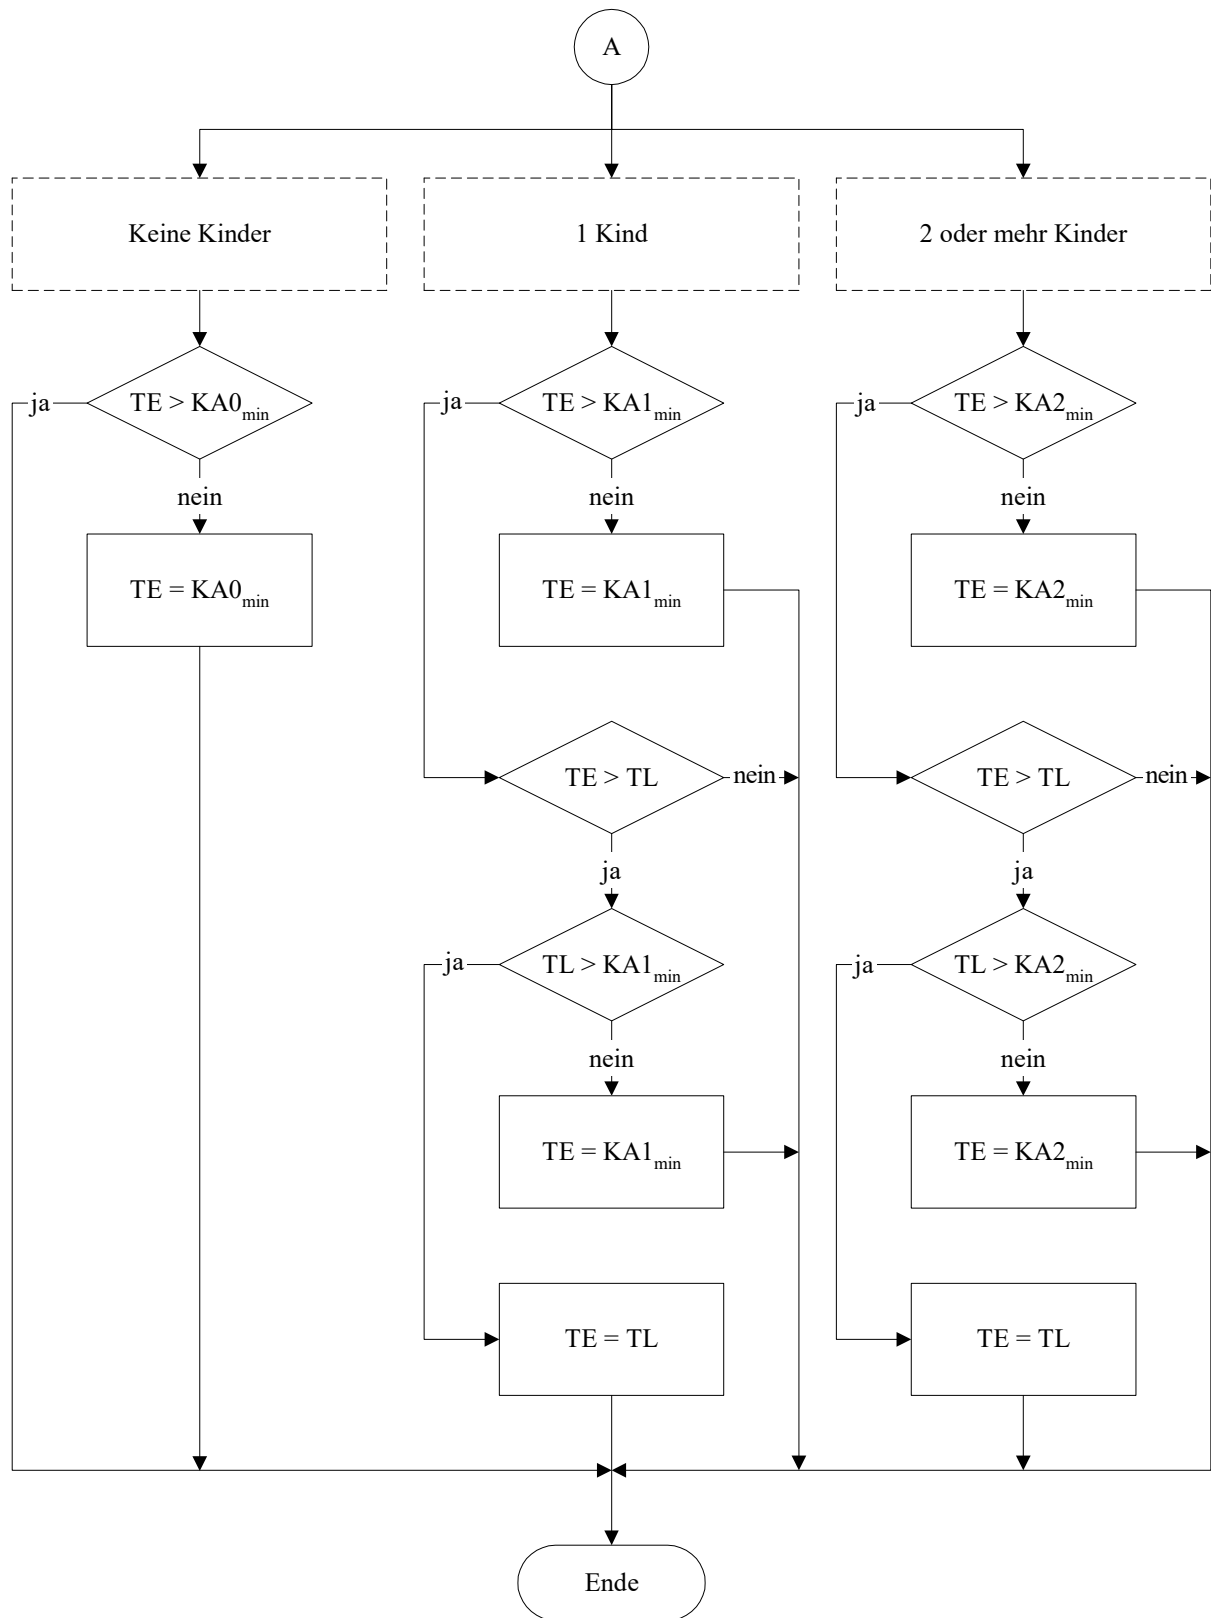 A
Keine Kinder
1 Kind
2 oder mehr Kinder
ja
TE > KA0min
ja
TE > KA1min
ja
TE > KA2min
nein
nein
nein
TE = KA0min
TE = KA1min
TE = KA2min
TE > TL
nein
TE > TL
nein
ja
ja
ja
TL > KA1min
ja
TL > KA2min
nein
nein
TE = KA1min
TE = KA2min
TE = TL
TE = TL
Ende